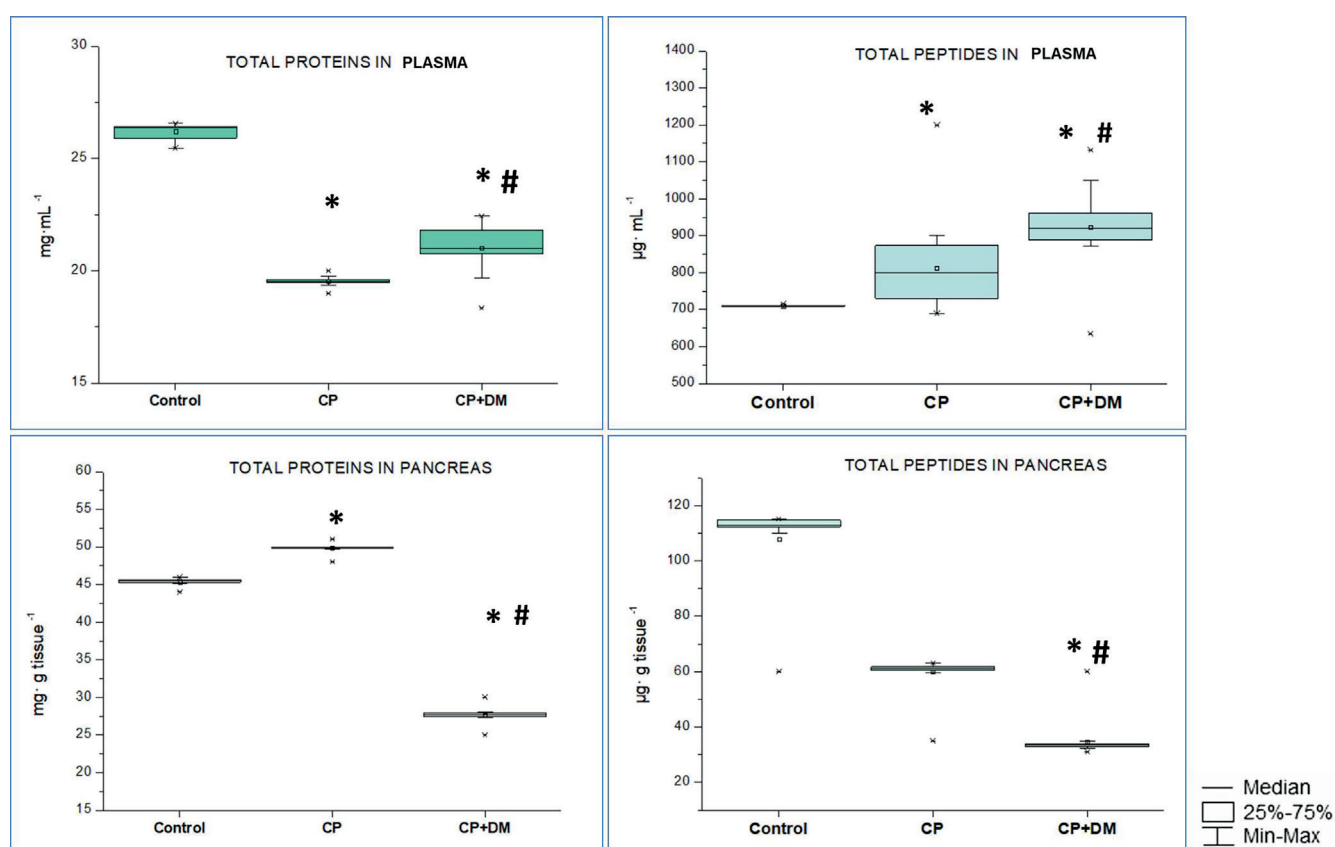 TOTAL PROTEINS IN PLASMA
30
25
20
15
mg· mL -1
*
* #
Control CP CP+DM
TOTAL PEPTIDES IN PLASMA
1400
1300
1200
1100
1000
900
800
700
600
500
µg· mL -1
*
* #
Control CP CP+DM
TOTAL PROTEINS IN PANCREAS
60
55
50
45
40
35
30
25
20
15
mg· g tissue -1
*
* #
Control CP CP+DM
TOTAL PEPTIDES IN PANCREAS
120
100
80
60
40
20
µg· g tissue -1
* #
Control CP CP+DM
Median
25%-75%
Min-Max